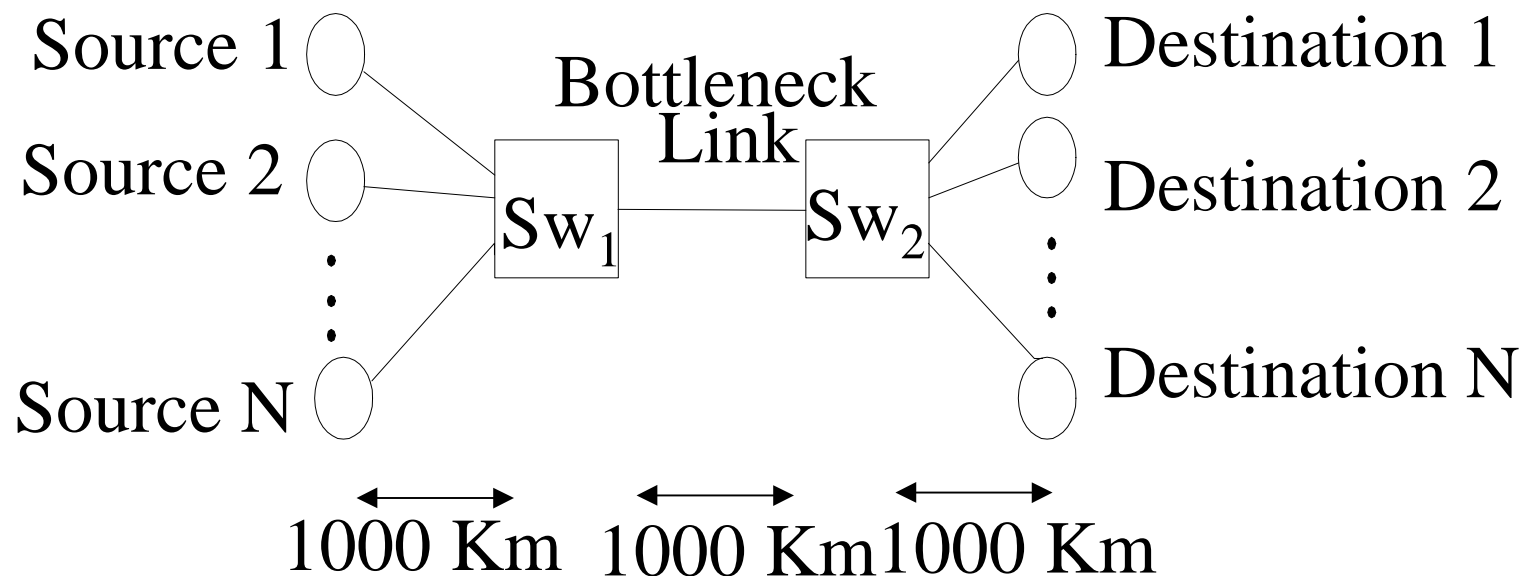 Source 1
Source 2
Source N
Bottleneck
Link
Sw1
Sw2
Destination 1
Destination 2
Destination N
1000 Km
1000 Km
1000 Km